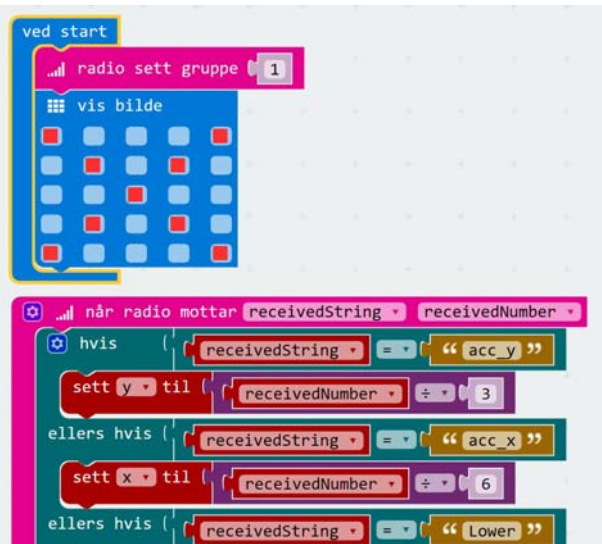 ved start
radio sett gruppe 1
vis bilde
når radio mottar receivedString receivedNumber
hvis ( receivedString = “ acc_y ”
sett y til receivedNumber ÷ 3
ellers hvis ( receivedString = “ acc_x ”
sett x til receivedNumber ÷ 6
ellers hvis ( receivedString = “ Lower ”